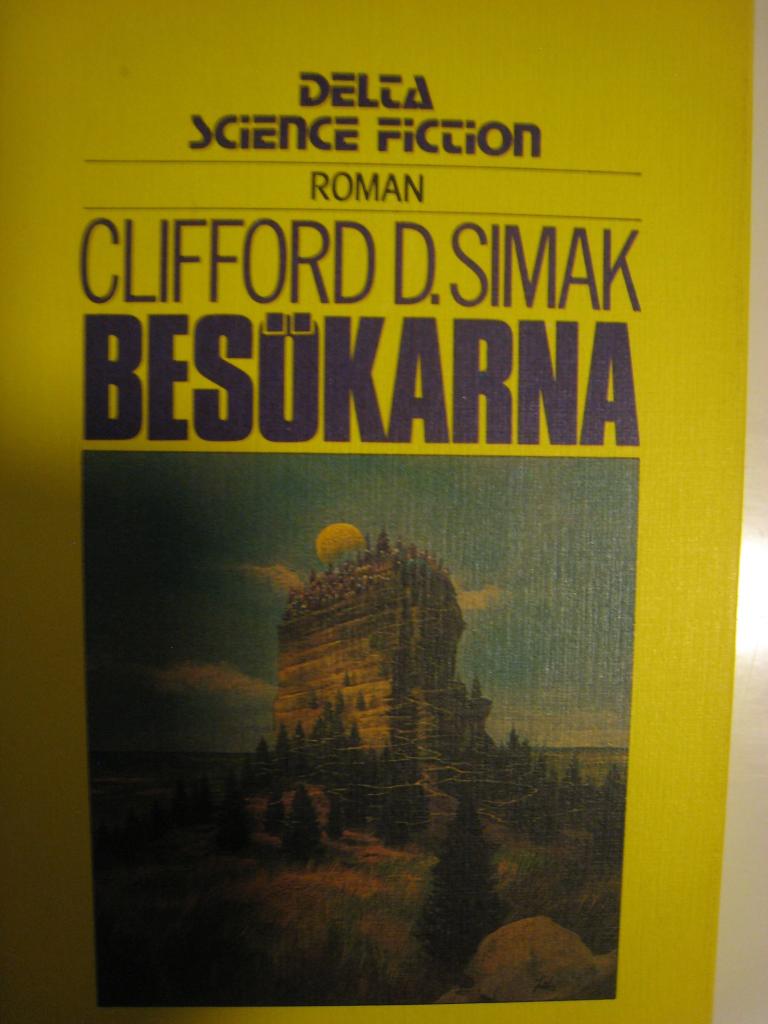 DELTA
SCiENCE FiCTiON
ROMAN
CLIFFORD D. SIMAK
BESÖKARNA